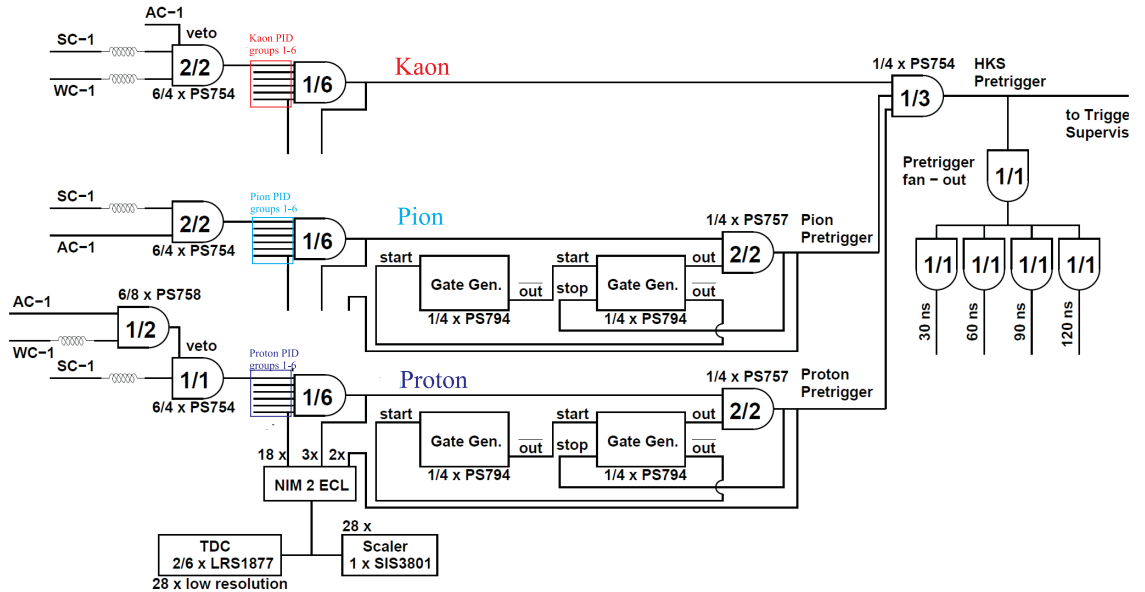 AC−1
SC−1
veto
2/2
WC−1
6/4 x PS754
Kaon PID
groups 1-6
1/6
Kaon
1/4 x PS754
1/3
HKS
Pretrigger
to Trigge
Supervis
Pretrigger
fan − out
1/1
1/1
1/1
1/1
1/1
30 ns
60 ns
90 ns
120 ns
SC−1
2/2
AC−1
6/4 x PS754
Pion PID
groups 1-6
1/6
Pion
1/4 x PS757
2/2
Pion
Pretrigger
start
Gate Gen.
out
1/4 x PS794
start
stop
Gate Gen.
out
out
1/4 x PS794
AC−1
6/8 x PS758
1/2
WC−1
veto
SC−1
1/1
6/4 x PS754
Proton PID
groups 1-6
1/6
Proton
1/4 x PS757
2/2
Proton
Pretrigger
start
Gate Gen.
out
1/4 x PS794
start
stop
Gate Gen.
out
out
1/4 x PS794
18 x
3x
2x
NIM 2 ECL
TDC
2/6 x LRS1877
28 x low resolution
28 x
Scaler
1 x SIS3801